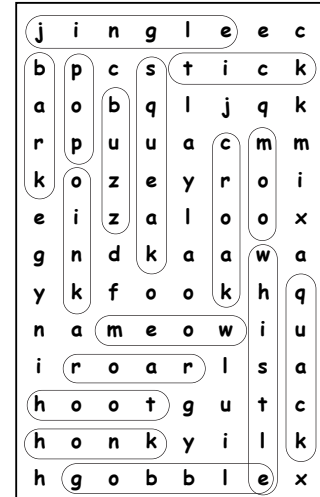 j i n g l e e c
b p c s t i c k
a o b q l j q k
r p u u a c m m
k o z e y r o i
e i z a l o o x
g n d k a a w a
y k f o o k h q
n a m e o w i u
i r o a r l s a
h o o t g u t c
h o n k y i l k
h g o b b l e x